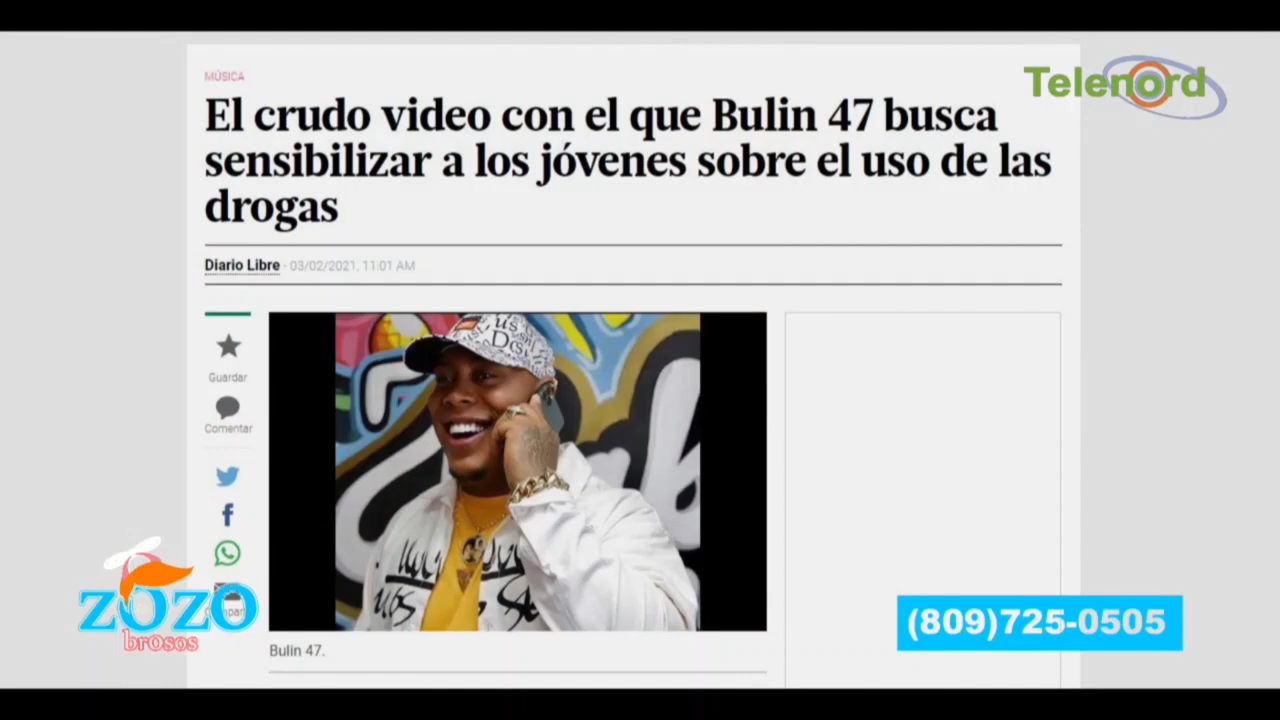 Telenord
MÚSICA
El crudo video con el que Bulin 47 busca
sensibilizar a los jóvenes sobre el uso de las
drogas
Diario Libre - 03/02/2021, 11:01 AM
Guardar
Comentar
zozo
brosos
(809)725-0505
Bulin 47.